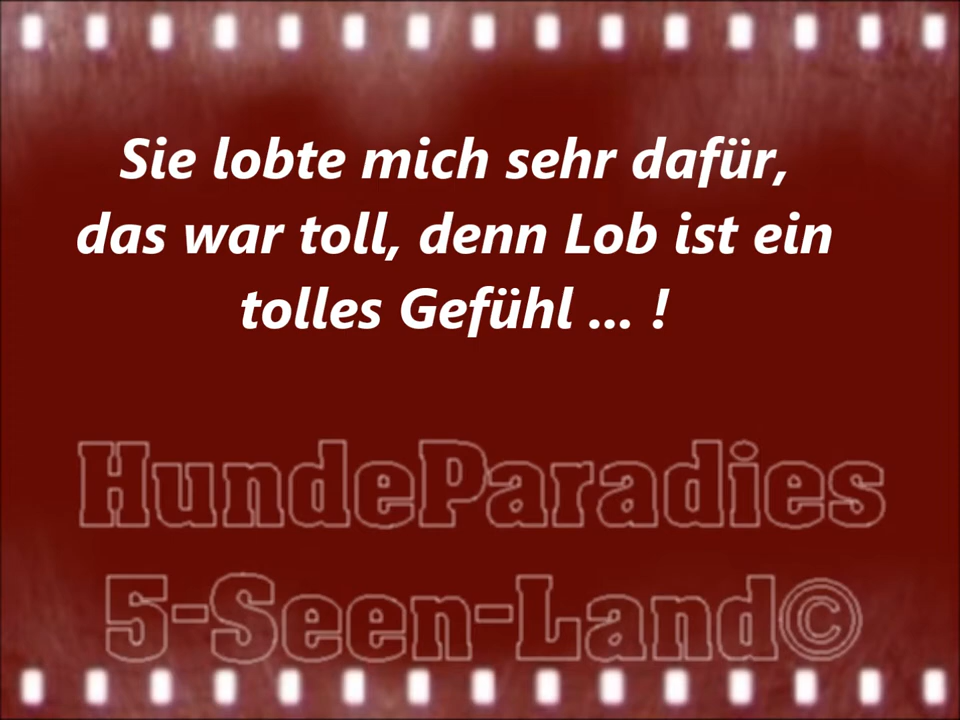 Sie lobte mich sehr dafür,
das war toll, denn Lob ist ein
tolles Gefühl ... !
HundeParadies
5-Seen-Land©